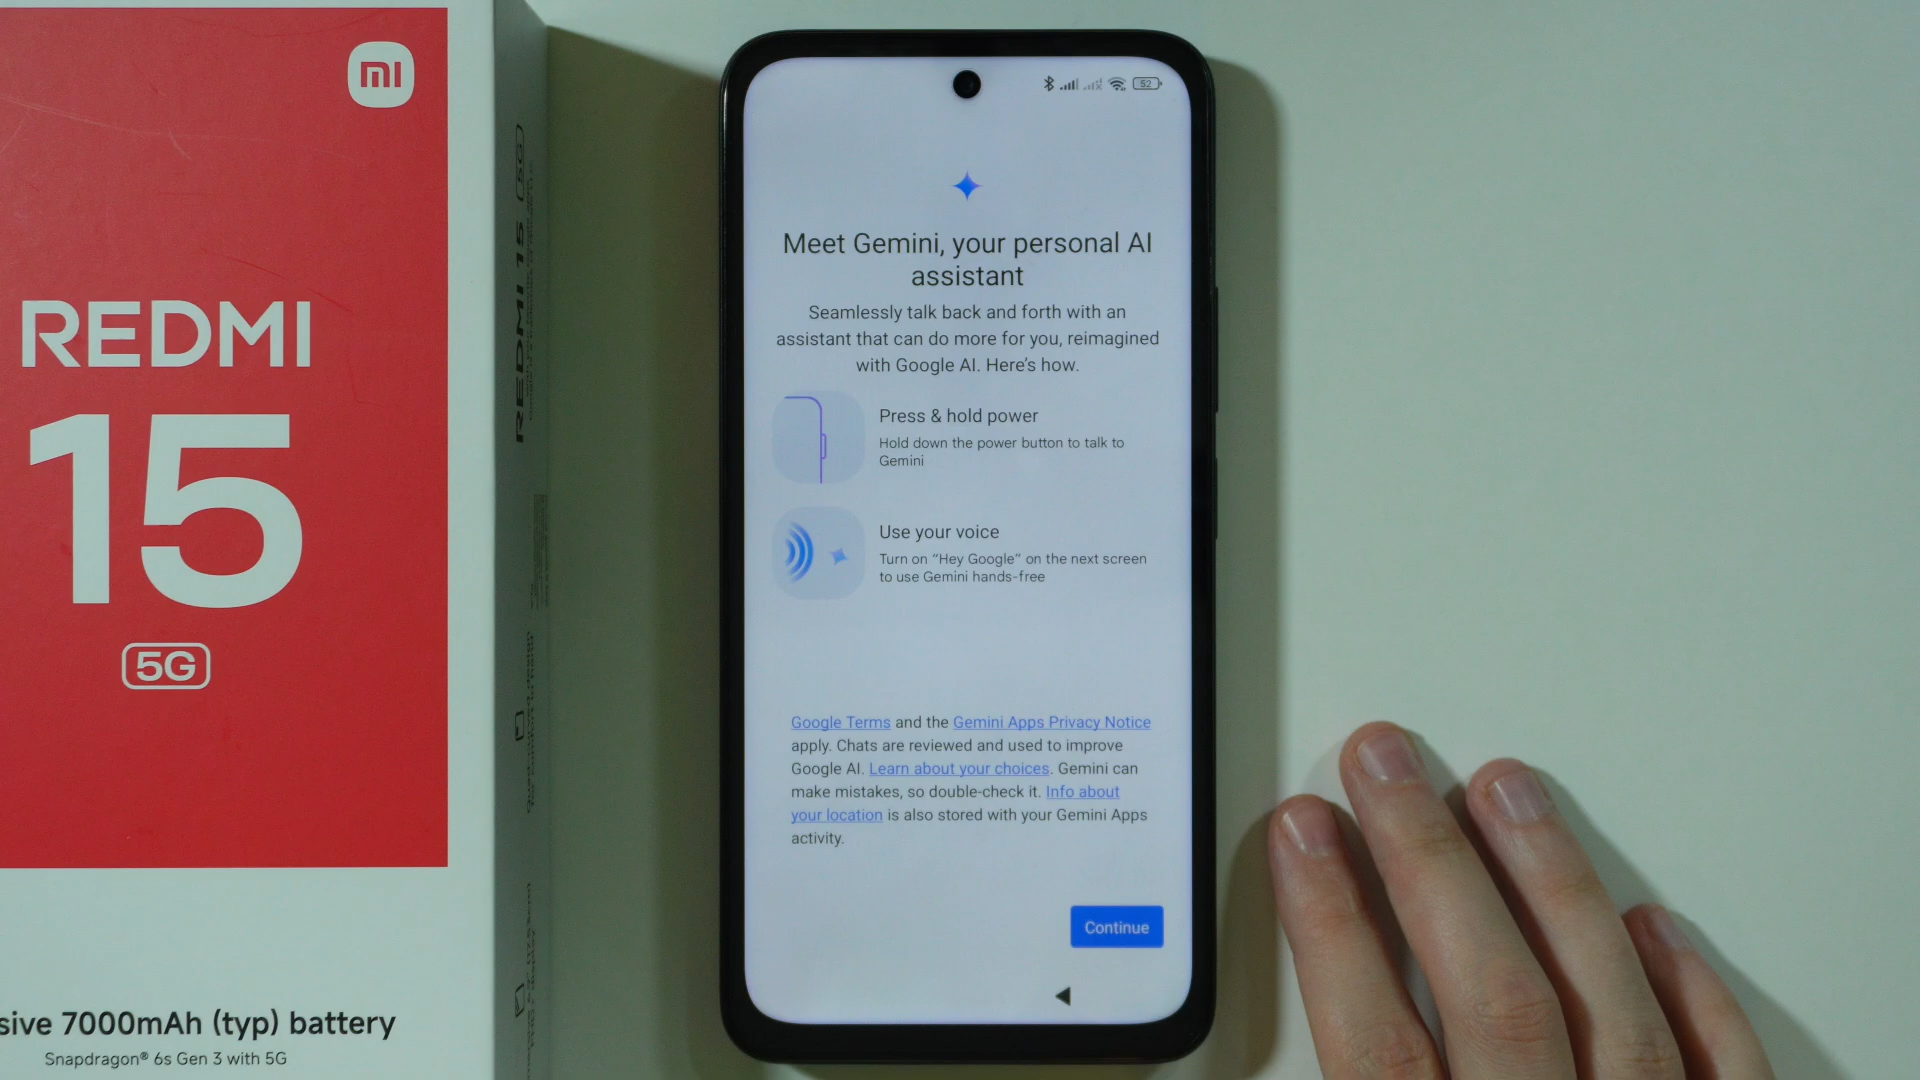 REDMI
15
5G
sive 7000mAh (typ) battery
Snapdragon® 6s Gen 3 with 5G
REDMI 15 5G
52
Meet Gemini, your personal AI
assistant
Seamlessly talk back and forth with an
assistant that can do more for you, reimagined
with Google AI. Here’s how.
Press & hold power
Hold down the power button to talk to
Gemini
Use your voice
Turn on “Hey Google” on the next screen
to use Gemini hands-free
Google Terms and the Gemini Apps Privacy Notice
apply. Chats are reviewed and used to improve
Google AI. Learn about your choices. Gemini can
make mistakes, so double-check it. Info about
your location is also stored with your Gemini Apps
activity.
Continue